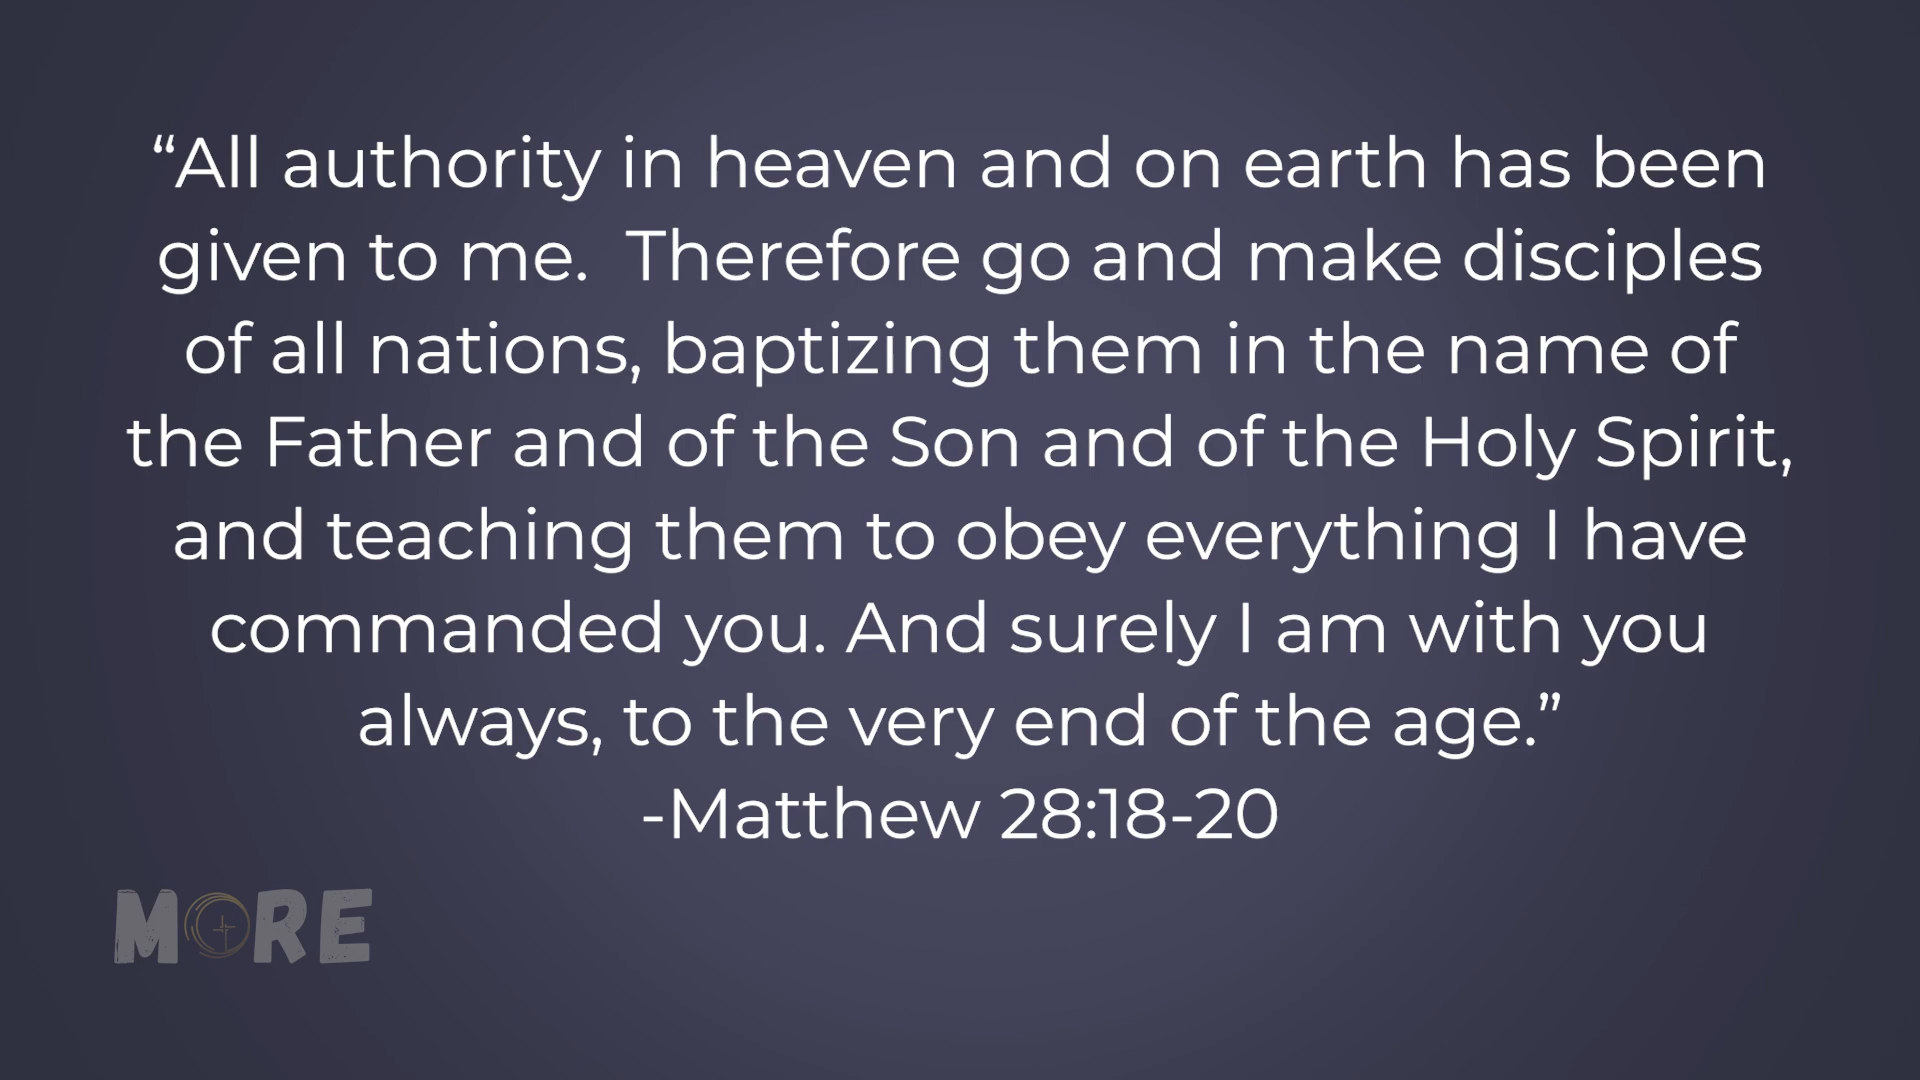 “All authority in heaven and on earth has been
given to me.  Therefore go and make disciples
of all nations, baptizing them in the name of
the Father and of the Son and of the Holy Spirit,
and teaching them to obey everything I have
commanded you. And surely I am with you
always, to the very end of the age.”
-Matthew 28:18-20
MORE